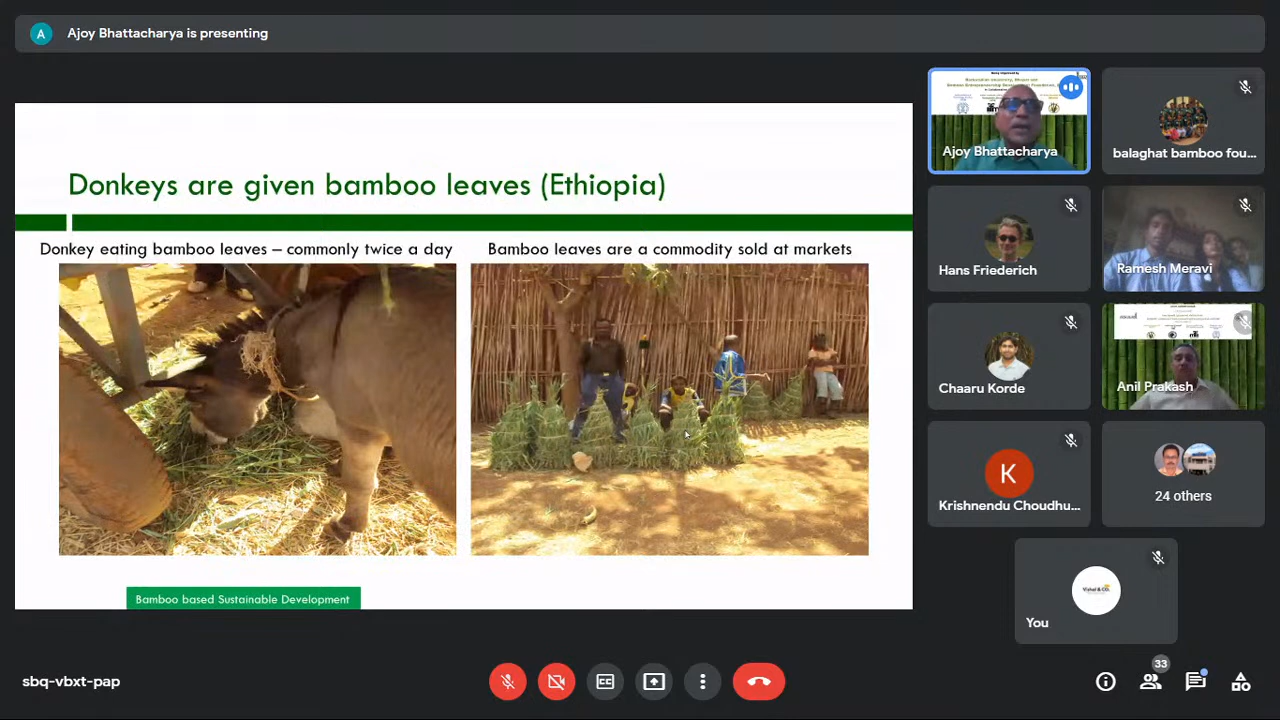 A
Ajoy Bhattacharya is presenting
Donkeys are given bamboo leaves (Ethiopia)
Donkey eating bamboo leaves – commonly twice a day
Bamboo leaves are a commodity sold at markets
Bamboo based Sustainable Development
Ajoy Bhattacharya
balaghat bamboo fou...
Hans Friederich
Ramesh Meravi
Chaaru Korde
Anil Prakash
K
Krishnendu Choudhu...
24 others
You
sbq-vbxt-pap
CC
33